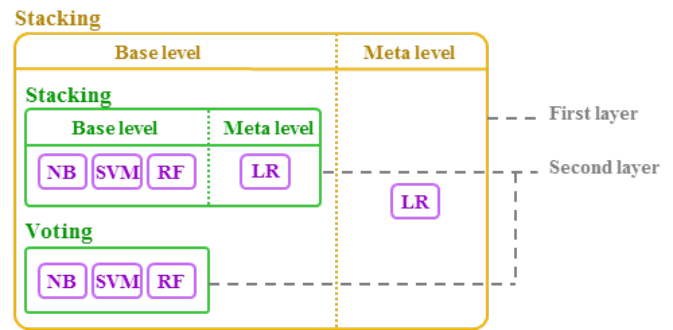 Stacking
Base level
Meta level
Stacking
Base level
Meta level
First layer
NB
SVM
RF
LR
Second layer
LR
Voting
NB
SVM
RF